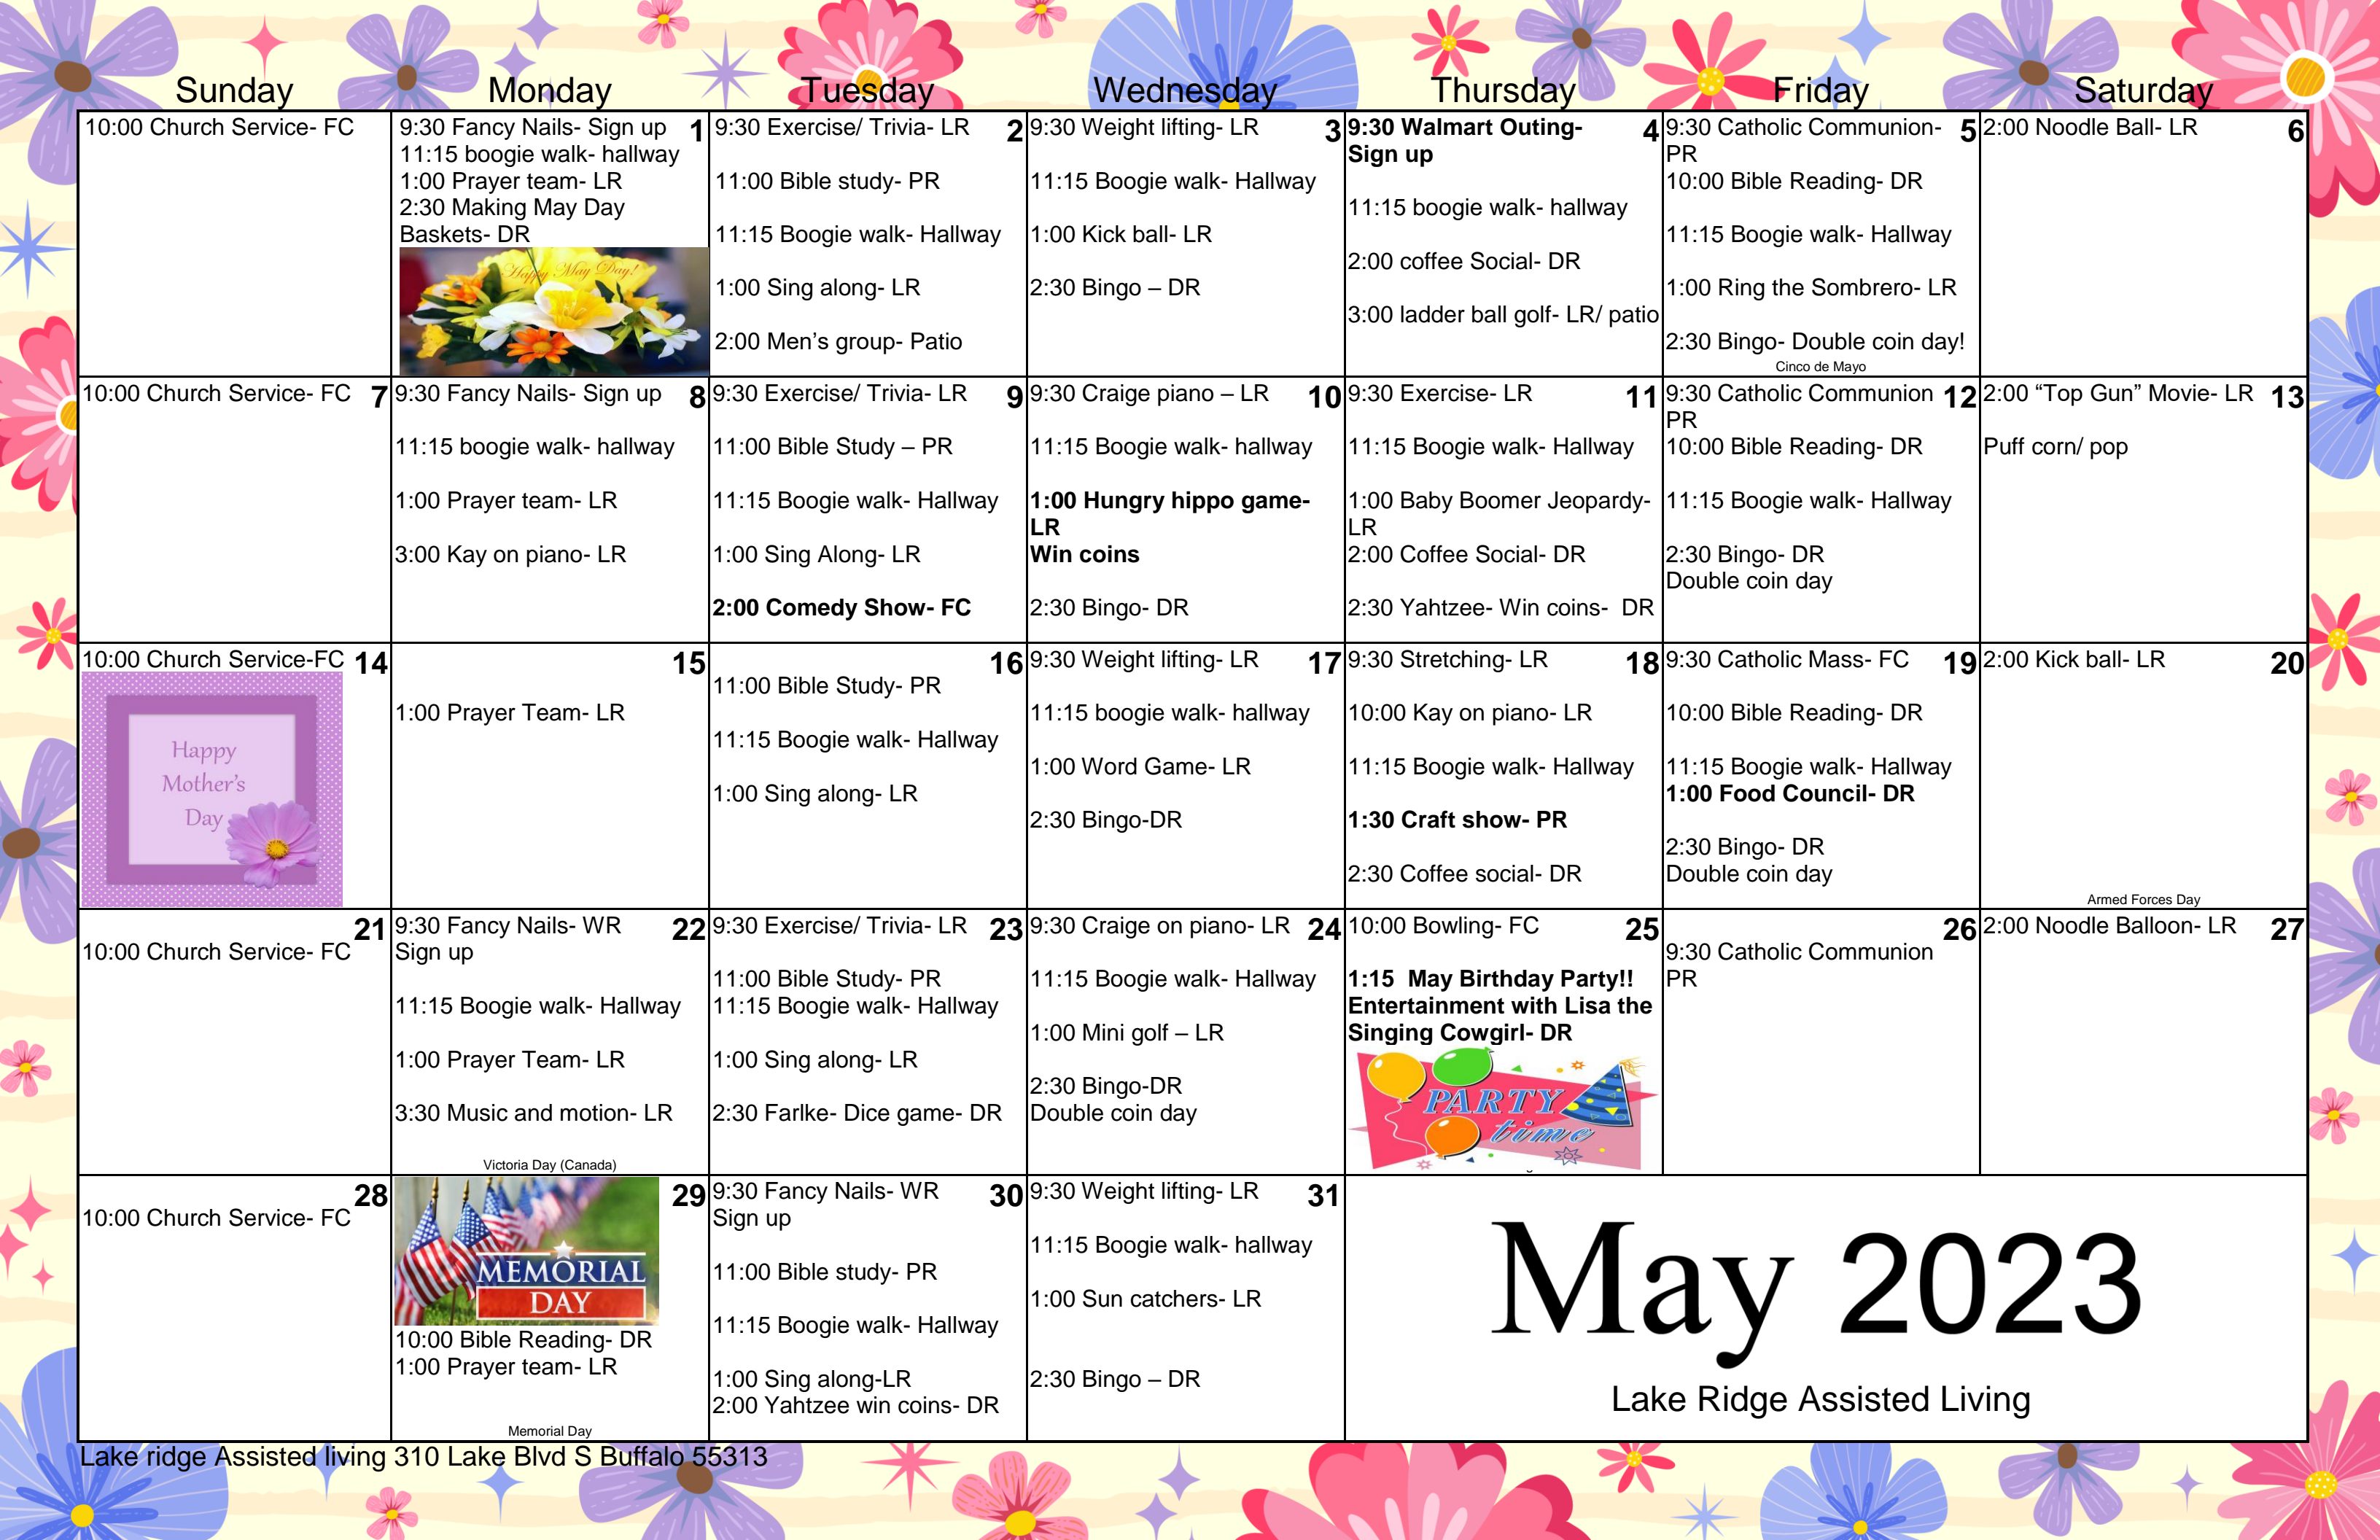 Sunday Monday Tuesday Wednesday Thursday Friday Saturday
10:00 Church Service- FC
9:30 Fancy Nails- Sign up 1
11:15 boogie walk- hallway
1:00 Prayer team- LR
2:30 Making May Day
Baskets- DR
Happy May Day!
9:30 Exercise/ Trivia- LR 2
11:00 Bible study- PR
11:15 Boogie walk- Hallway
1:00 Sing along- LR
2:00 Men's group- Patio
9:30 Weight lifting- LR 3
11:15 Boogie walk- Hallway
1:00 Kick ball- LR
2:30 Bingo – DR
9:30 Walmart Outing- 4
Sign up
11:15 boogie walk- hallway
2:00 coffee Social- DR
3:00 ladder ball golf- LR/ patio
9:30 Catholic Communion- 5
PR
10:00 Bible Reading- DR
11:15 Boogie walk- Hallway
1:00 Ring the Sombrero- LR
2:30 Bingo- Double coin day!
Cinco de Mayo
2:00 Noodle Ball- LR 6
10:00 Church Service- FC 7
9:30 Fancy Nails- Sign up 8
11:15 boogie walk- hallway
1:00 Prayer team- LR
3:00 Kay on piano- LR
9:30 Exercise/ Trivia- LR 9
11:00 Bible Study – PR
11:15 Boogie walk- Hallway
1:00 Sing Along- LR
2:00 Comedy Show- FC
9:30 Craige piano – LR 10
11:15 Boogie walk- hallway
1:00 Hungry hippo game-
LR
Win coins
2:30 Bingo- DR
9:30 Exercise- LR 11
11:15 Boogie walk- Hallway
1:00 Baby Boomer Jeopardy-
LR
2:00 Coffee Social- DR
2:30 Yahtzee- Win coins- DR
9:30 Catholic Communion 12
PR
10:00 Bible Reading- DR
11:15 Boogie walk- Hallway
2:30 Bingo- DR
Double coin day
2:00 “Top Gun” Movie- LR 13
Puff corn/ pop
10:00 Church Service-FC 14
Happy
Mother's
Day
15
1:00 Prayer Team- LR
16
11:00 Bible Study- PR
11:15 Boogie walk- Hallway
1:00 Sing along- LR
9:30 Weight lifting- LR 17
11:15 boogie walk- hallway
1:00 Word Game- LR
2:30 Bingo-DR
9:30 Stretching- LR 18
10:00 Kay on piano- LR
11:15 Boogie walk- Hallway
1:30 Craft show- PR
2:30 Coffee social- DR
9:30 Catholic Mass- FC 19
10:00 Bible Reading- DR
11:15 Boogie walk- Hallway
1:00 Food Council- DR
2:30 Bingo- DR
Double coin day
2:00 Kick ball- LR 20
Armed Forces Day
21
10:00 Church Service- FC
9:30 Fancy Nails- WR 22
Sign up
11:15 Boogie walk- Hallway
1:00 Prayer Team- LR
3:30 Music and motion- LR
Victoria Day (Canada)
9:30 Exercise/ Trivia- LR 23
11:00 Bible Study- PR
11:15 Boogie walk- Hallway
1:00 Sing along- LR
2:30 Farlke- Dice game- DR
9:30 Craige on piano- LR 24
11:15 Boogie walk- Hallway
1:00 Mini golf – LR
2:30 Bingo-DR
Double coin day
10:00 Bowling- FC 25
1:15 May Birthday Party!!
Entertainment with Lisa the
Singing Cowgirl- DR
PARTY
time
26
9:30 Catholic Communion
PR
2:00 Noodle Balloon- LR 27
28
10:00 Church Service- FC
29
MEMORIAL
DAY
10:00 Bible Reading- DR
1:00 Prayer team- LR
Memorial Day
9:30 Fancy Nails- WR 30
Sign up
11:00 Bible study- PR
11:15 Boogie walk- Hallway
1:00 Sing along-LR
2:00 Yahtzee win coins- DR
9:30 Weight lifting- LR 31
11:15 Boogie walk- hallway
1:00 Sun catchers- LR
2:30 Bingo – DR
May 2023
Lake Ridge Assisted Living
Lake ridge Assisted living 310 Lake Blvd S Buffalo 55313